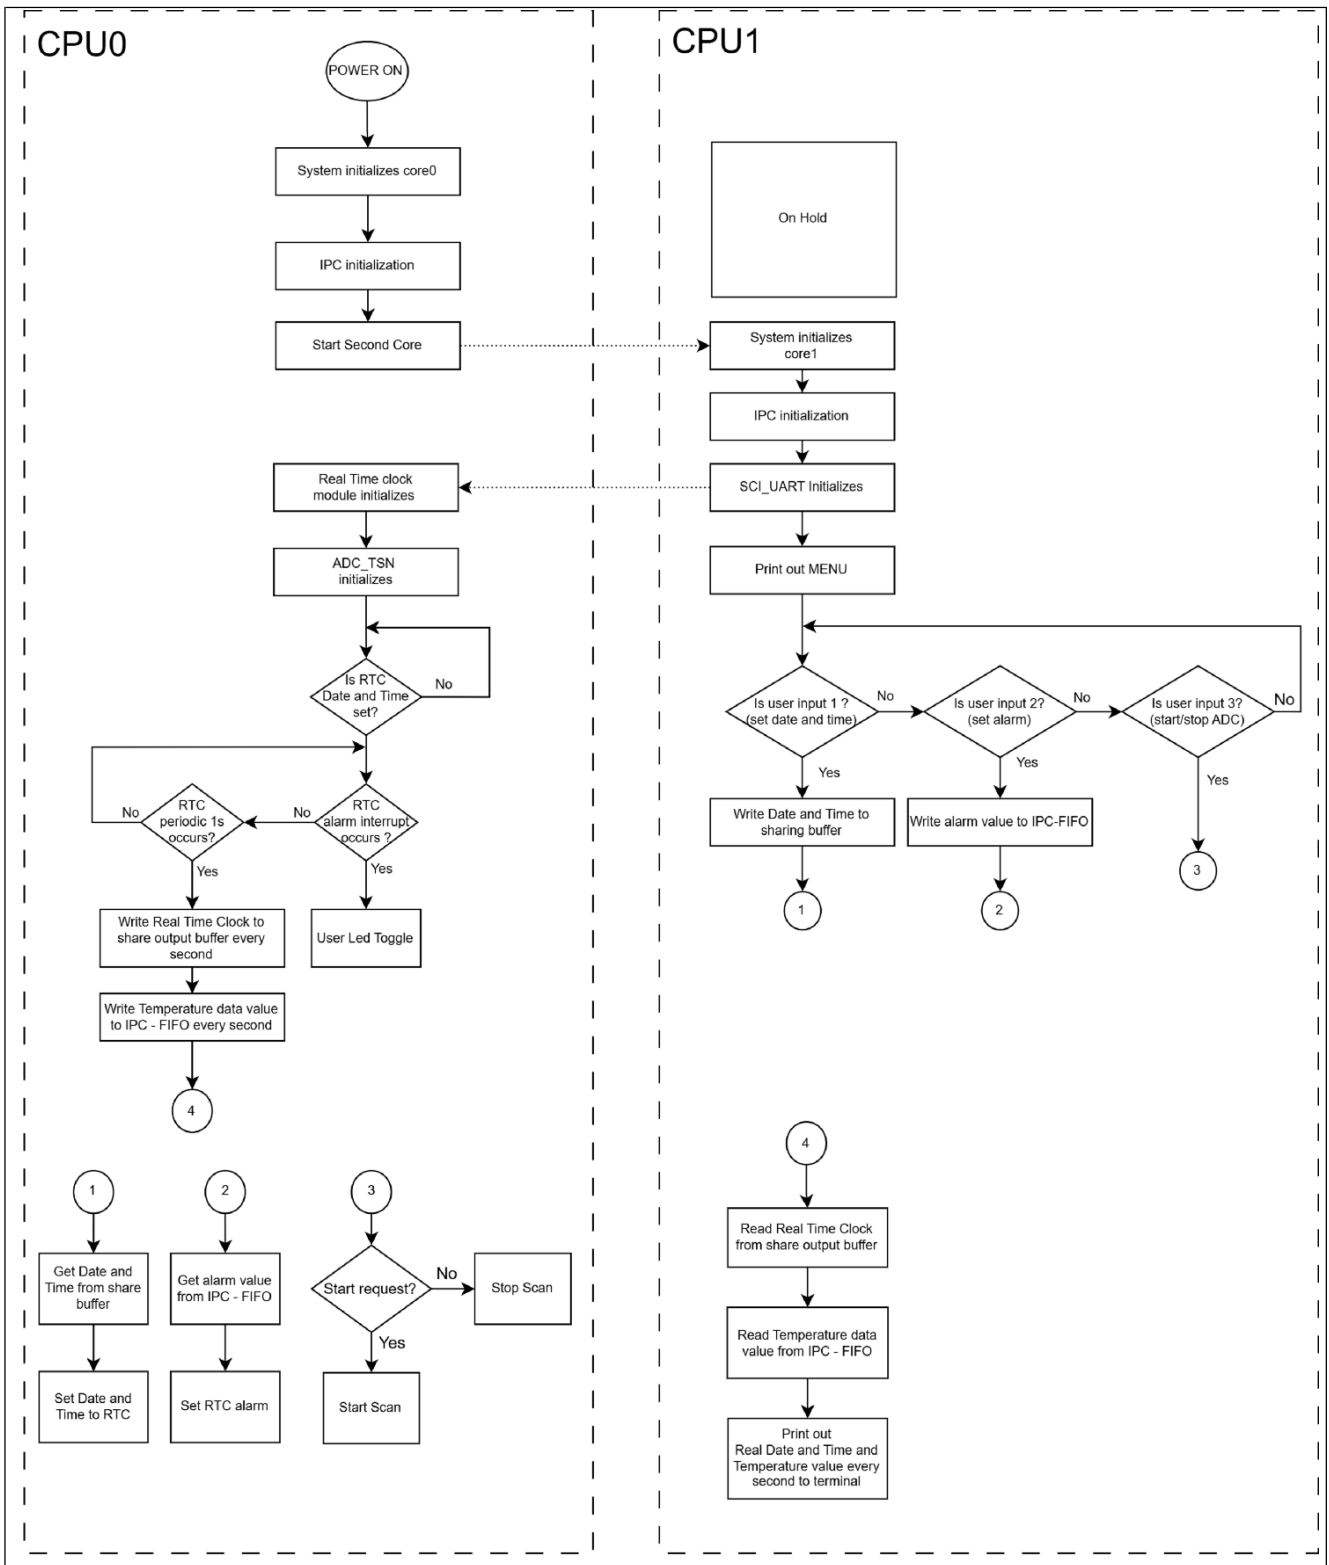 CPU0
POWER ON
System initializes core0
IPC initialization
Start Second Core
Real Time clock
module initializes
ADC_TSN
initializes
Is RTC
Date and Time
set?
No
RTC
alarm interrupt
occurs ?
No
Yes
RTC
periodic 1s
occurs?
No
Yes
User Led Toggle
Write Real Time Clock to
share output buffer every
second
Write Temperature data value
to IPC - FIFO every second
4
1
Get Date and
Time from share
buffer
Set Date and
Time to RTC
2
Get alarm value
from IPC - FIFO
Set RTC alarm
3
Start request?
No
Stop Scan
Yes
Start Scan
CPU1
On Hold
System initializes
core1
IPC initialization
SCI_UART Initializes
Print out MENU
Is user input 1 ?
(set date and time)
No
Yes
Write Date and Time to
sharing buffer
1
Is user input 2?
(set alarm)
No
Yes
Write alarm value to IPC-FIFO
2
Is user input 3?
(start/stop ADC)
No
Yes
3
4
Read Real Time Clock
from share output buffer
Read Temperature data
value from IPC - FIFO
Print out
Real Date and Time and
Temperature value every
second to terminal